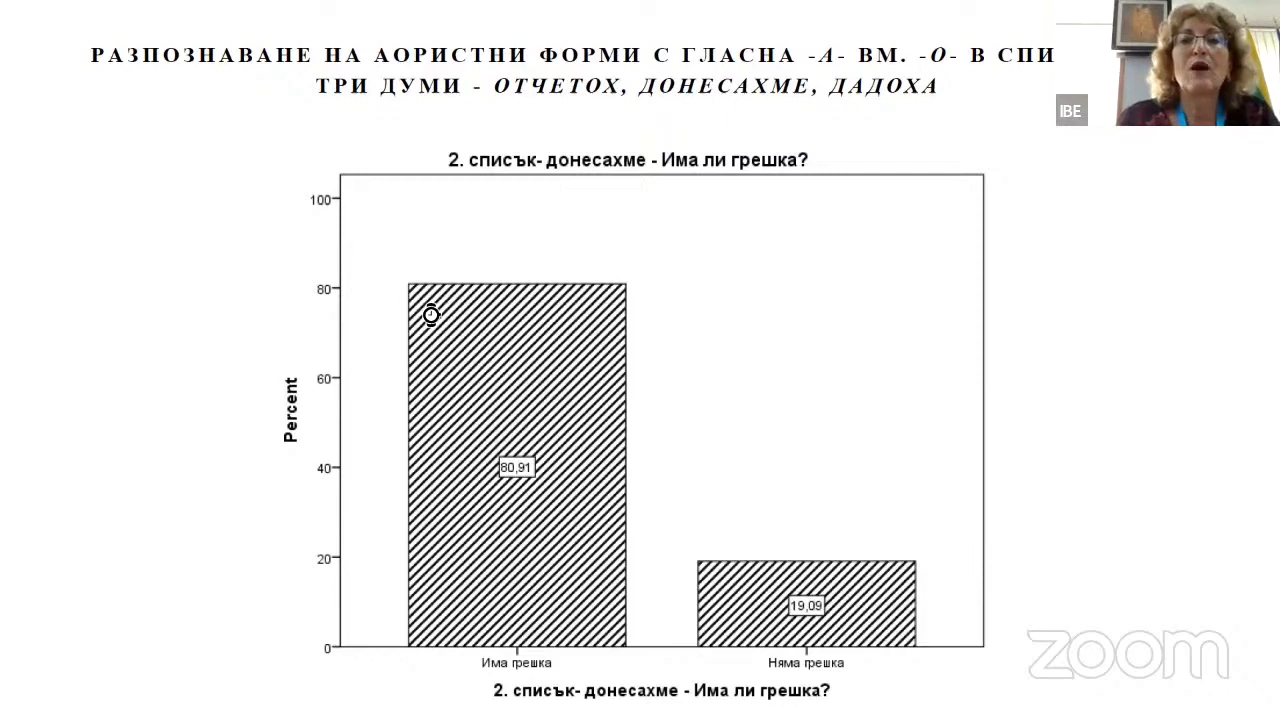 РАЗПОЗНАВАНЕ НА АОРИСТНИ ФОРМИ С ГЛАСНА -А- ВМ. -О- В СПИ
ТРИ ДУМИ - ОТЧЕТОХ, ДОНЕСАХМЕ, ДАДОХА
IBE
2. списък- донесахме - Има ли грешка?
100
80
60
40
20
0
Percent
80,91
19,09
Има грешка
Няма грешка
2. списък- донесахме - Има ли грешка?
zoom